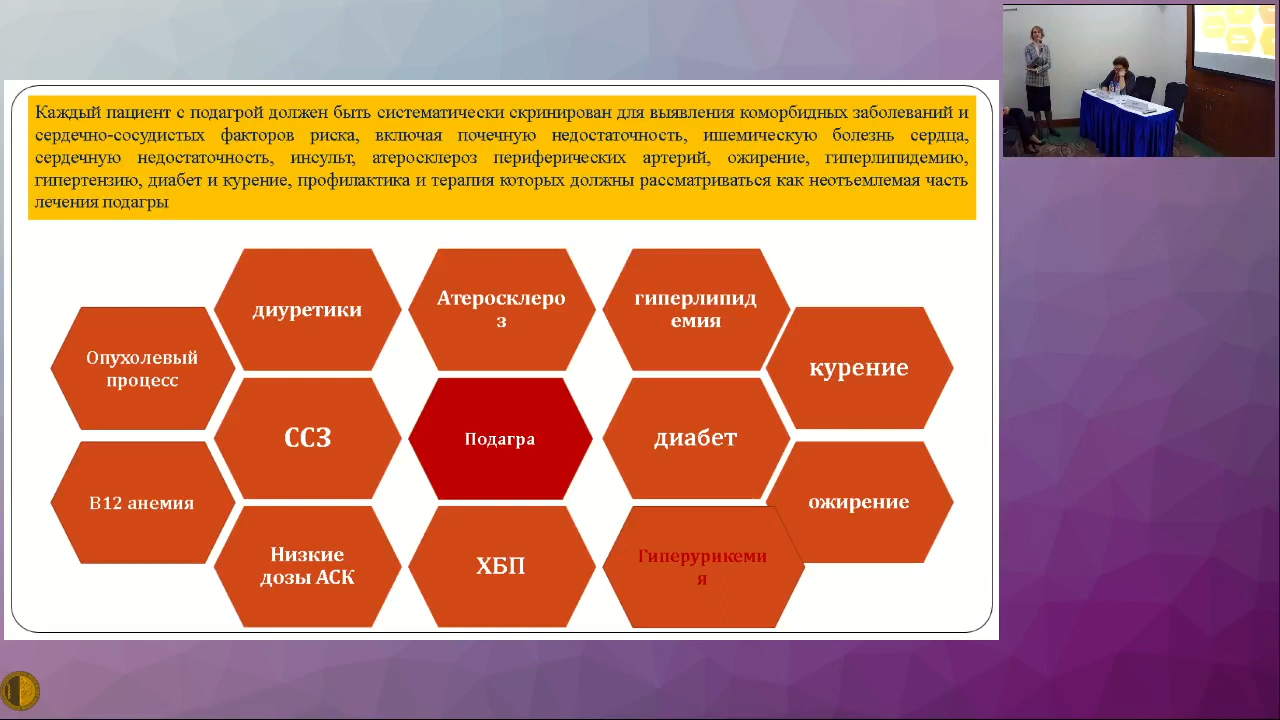 Каждый пациент с подагрой должен быть систематически скринирован для выявления коморбидных заболеваний и
сердечно-сосудистых факторов риска, включая почечную недостаточность, ишемическую болезнь сердца,
сердечную недостаточность, инсульт, атеросклероз периферических артерий, ожирение, гиперлипидемию,
гипертензию, диабет и курение, профилактика и терапия которых должны рассматриваться как неотъемлемая часть
лечения подагры
диуретики
Атеросклеро
з
гиперлипид
емия
Опухолевый
процесс
курение
ССЗ
Подагра
диабет
В12 анемия
ожирение
Низкие
дозы АСК
ХБП
Гиперурикеми
я